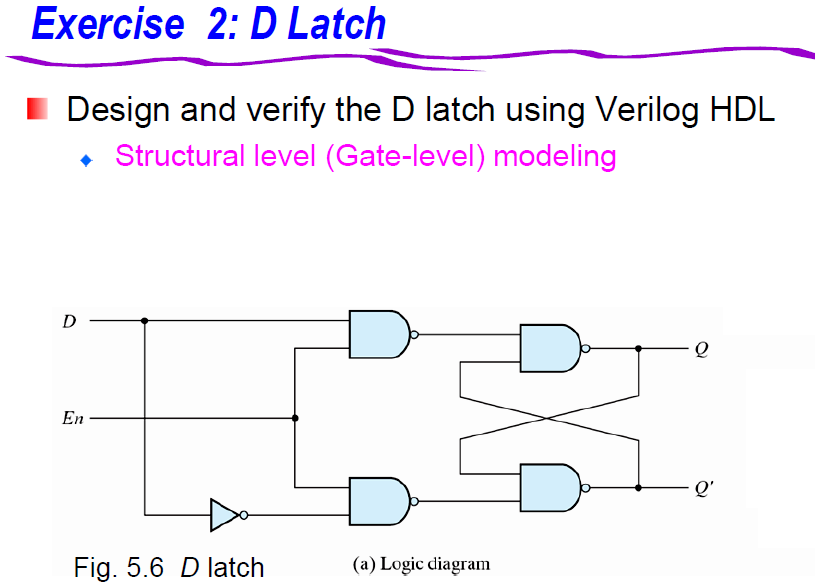 Exercise 2: D Latch
Design and verify the D latch using Verilog HDL
Structural level (Gate-level) modeling
D
Q
En
Q'
Fig. 5.6 D latch
(a) Logic diagram